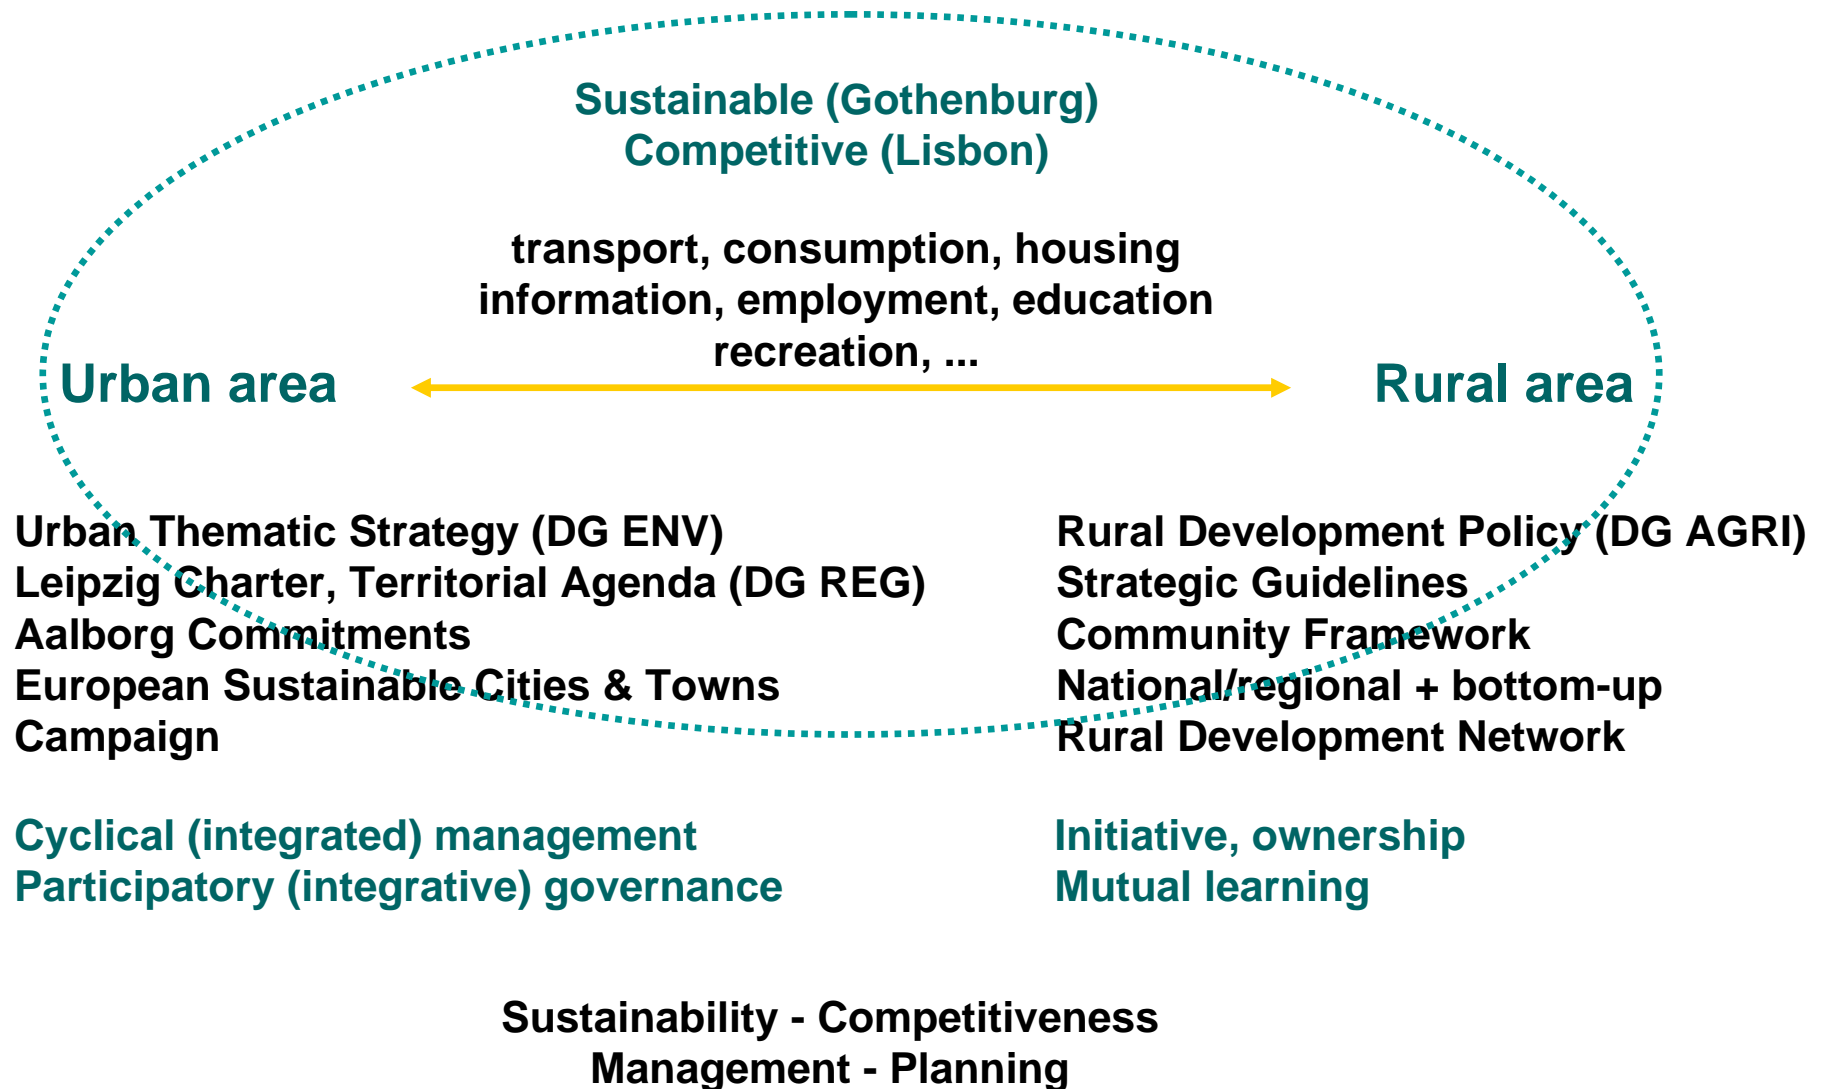 Sustainable (Gothenburg)
Competitive (Lisbon)
transport, consumption, housing
information, employment, education
recreation, ...
Urban area
Rural area
Urban Thematic Strategy (DG ENV)
Leipzig Charter, Territorial Agenda (DG REG)
Aalborg Commitments
European Sustainable Cities & Towns
Campaign
Rural Development Policy (DG AGRI)
Strategic Guidelines
Community Framework
National/regional + bottom-up
Rural Development Network
Cyclical (integrated) management
Participatory (integrative) governance
Initiative, ownership
Mutual learning
Sustainability - Competitiveness
Management - Planning